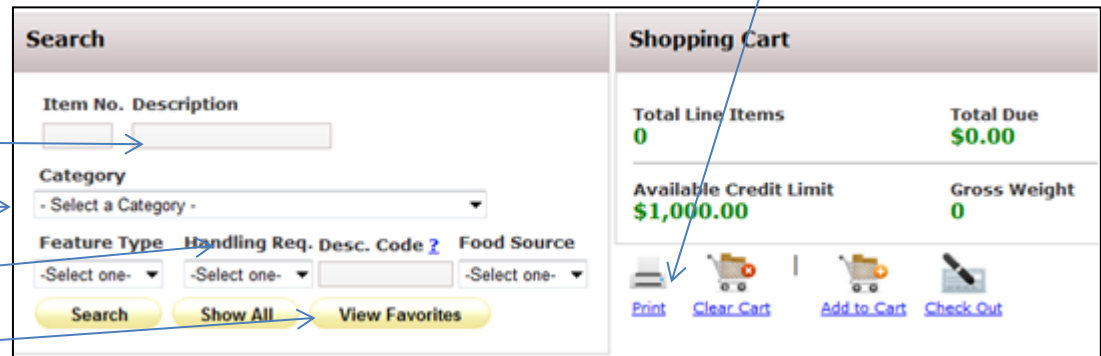 Search
Item No. Description
Category
- Select a Category -
Feature Type Handling Req. Desc. Code ? Food Source
-Select one- -Select one- -Select one-
Search Show All View Favorites
Shopping Cart
Total Line Items Total Due
0 $0.00
Available Credit Limit Gross Weight
$1,000.00 0
Print Clear Cart Add to Cart Check Out